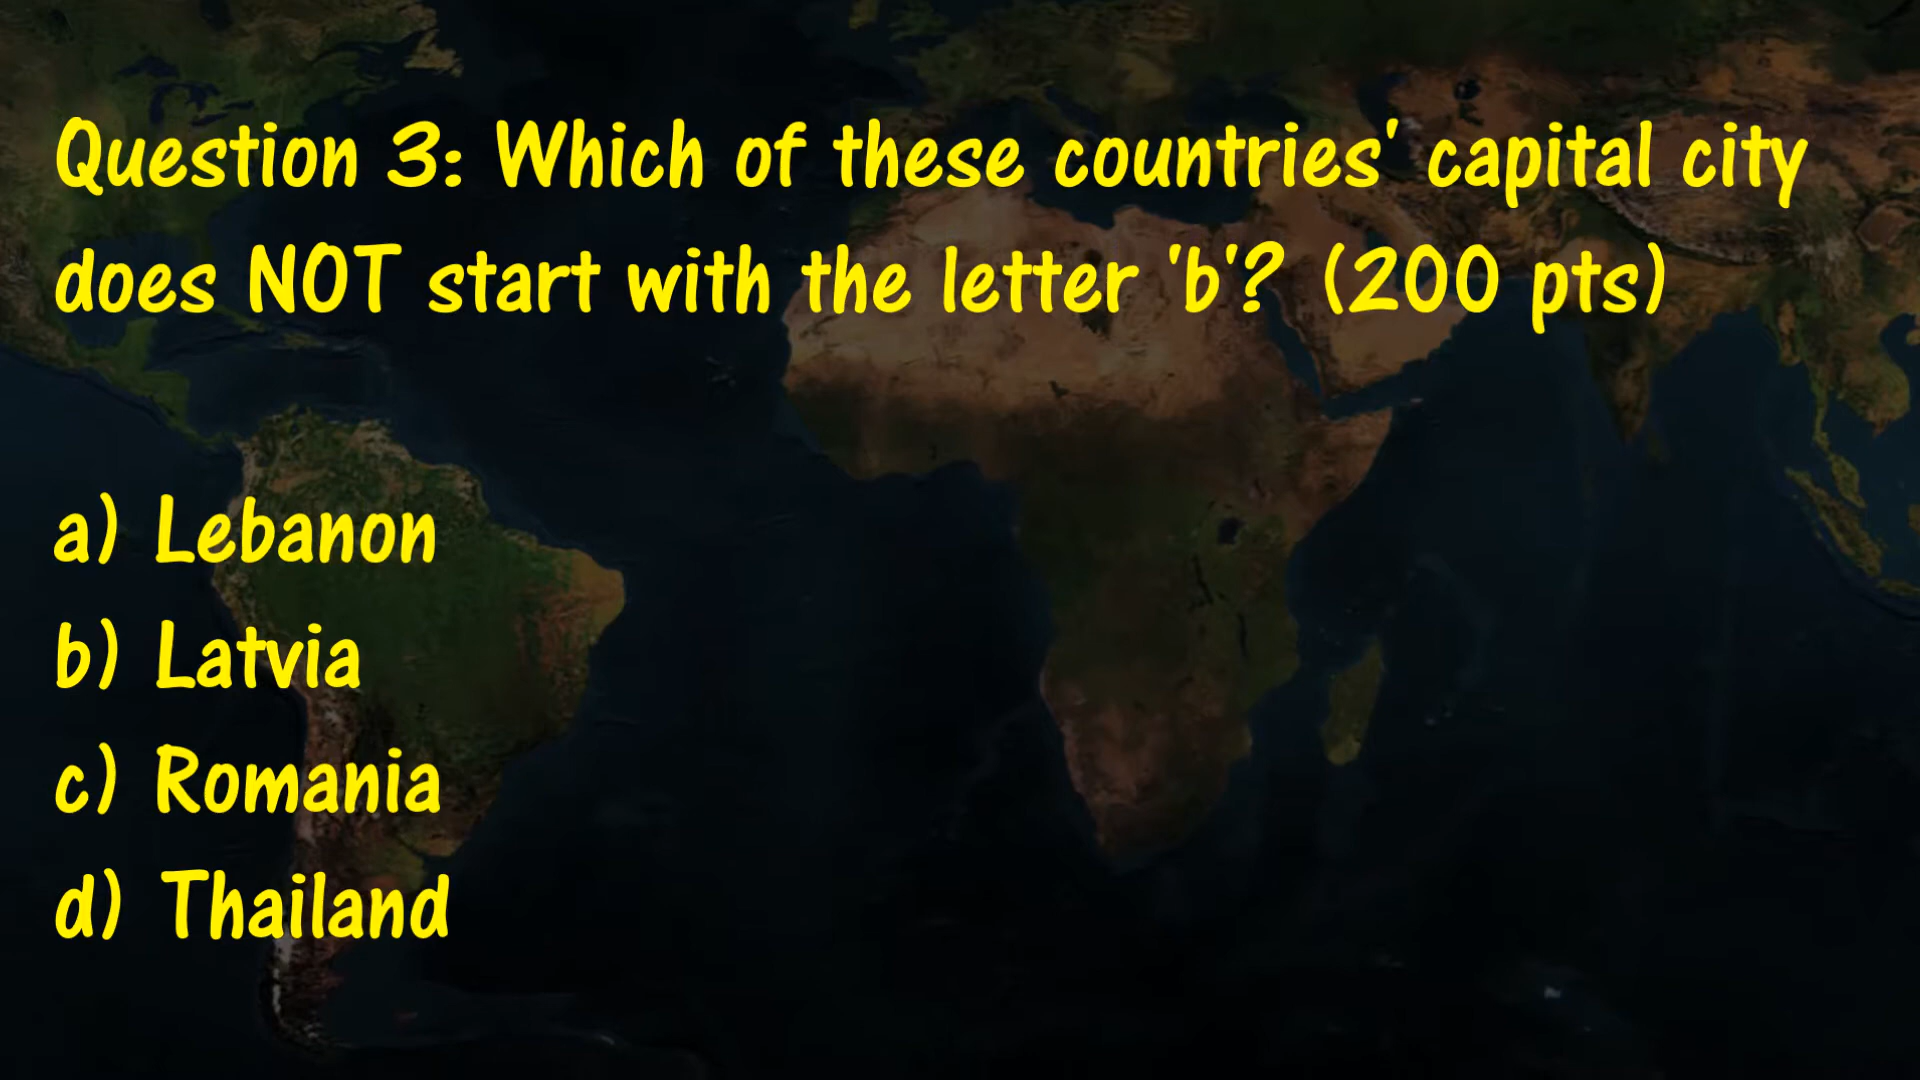 Question 3: Which of these countries' capital city
does NOT start with the letter 'b'? (200 pts)
a) Lebanon
b) Latvia
c) Romania
d) Thailand